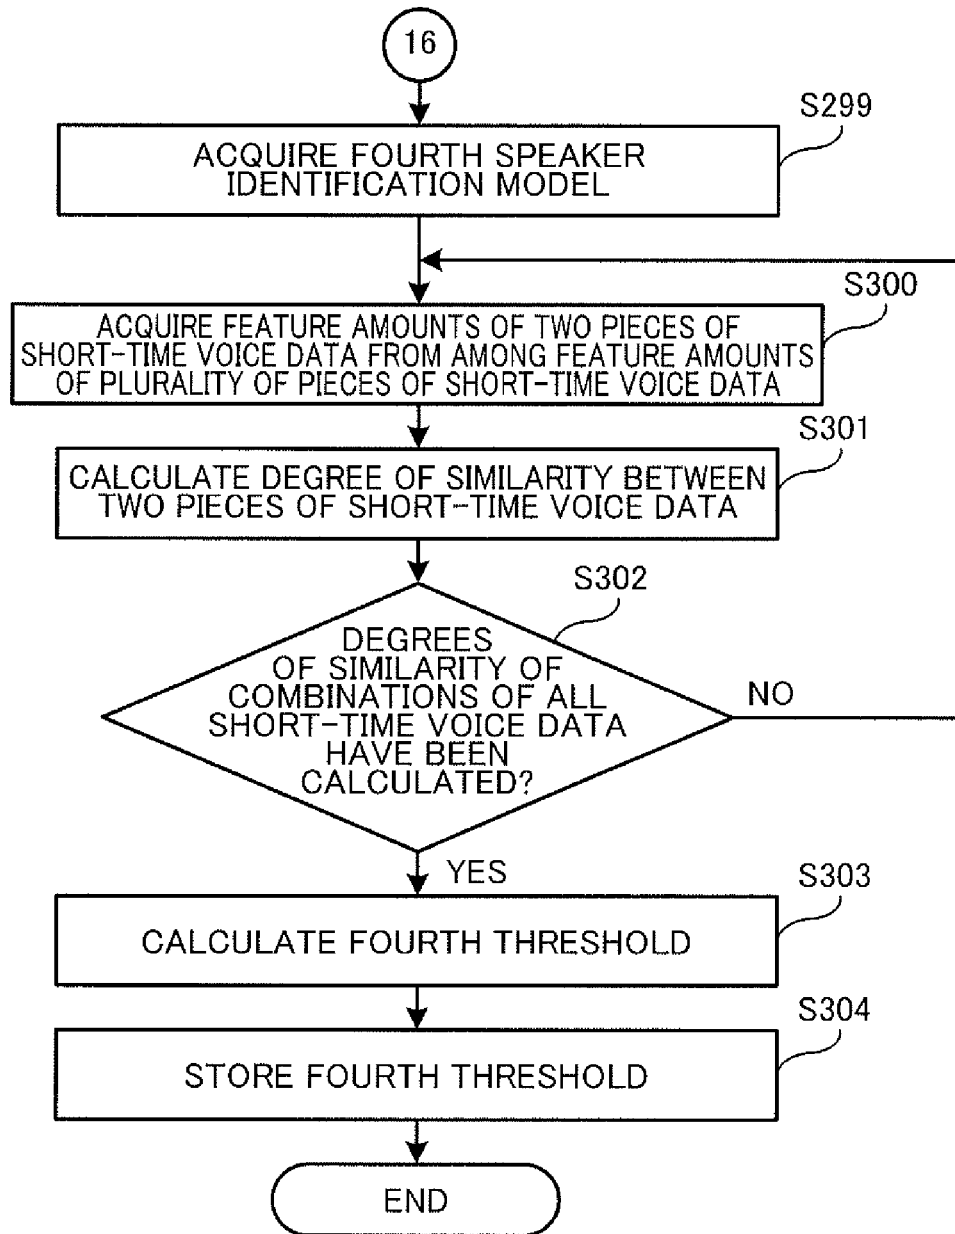 16
S299
ACQUIRE FOURTH SPEAKER
IDENTIFICATION MODEL
S300
ACQUIRE FEATURE AMOUNTS OF TWO PIECES OF
SHORT-TIME VOICE DATA FROM AMONG FEATURE AMOUNTS
OF PLURALITY OF PIECES OF SHORT-TIME VOICE DATA
S301
CALCULATE DEGREE OF SIMILARITY BETWEEN
TWO PIECES OF SHORT-TIME VOICE DATA
S302
DEGREES
OF SIMILARITY OF
COMBINATIONS OF ALL
SHORT-TIME VOICE DATA
HAVE BEEN
CALCULATED?
NO
YES
S303
CALCULATE FOURTH THRESHOLD
S304
STORE FOURTH THRESHOLD
END